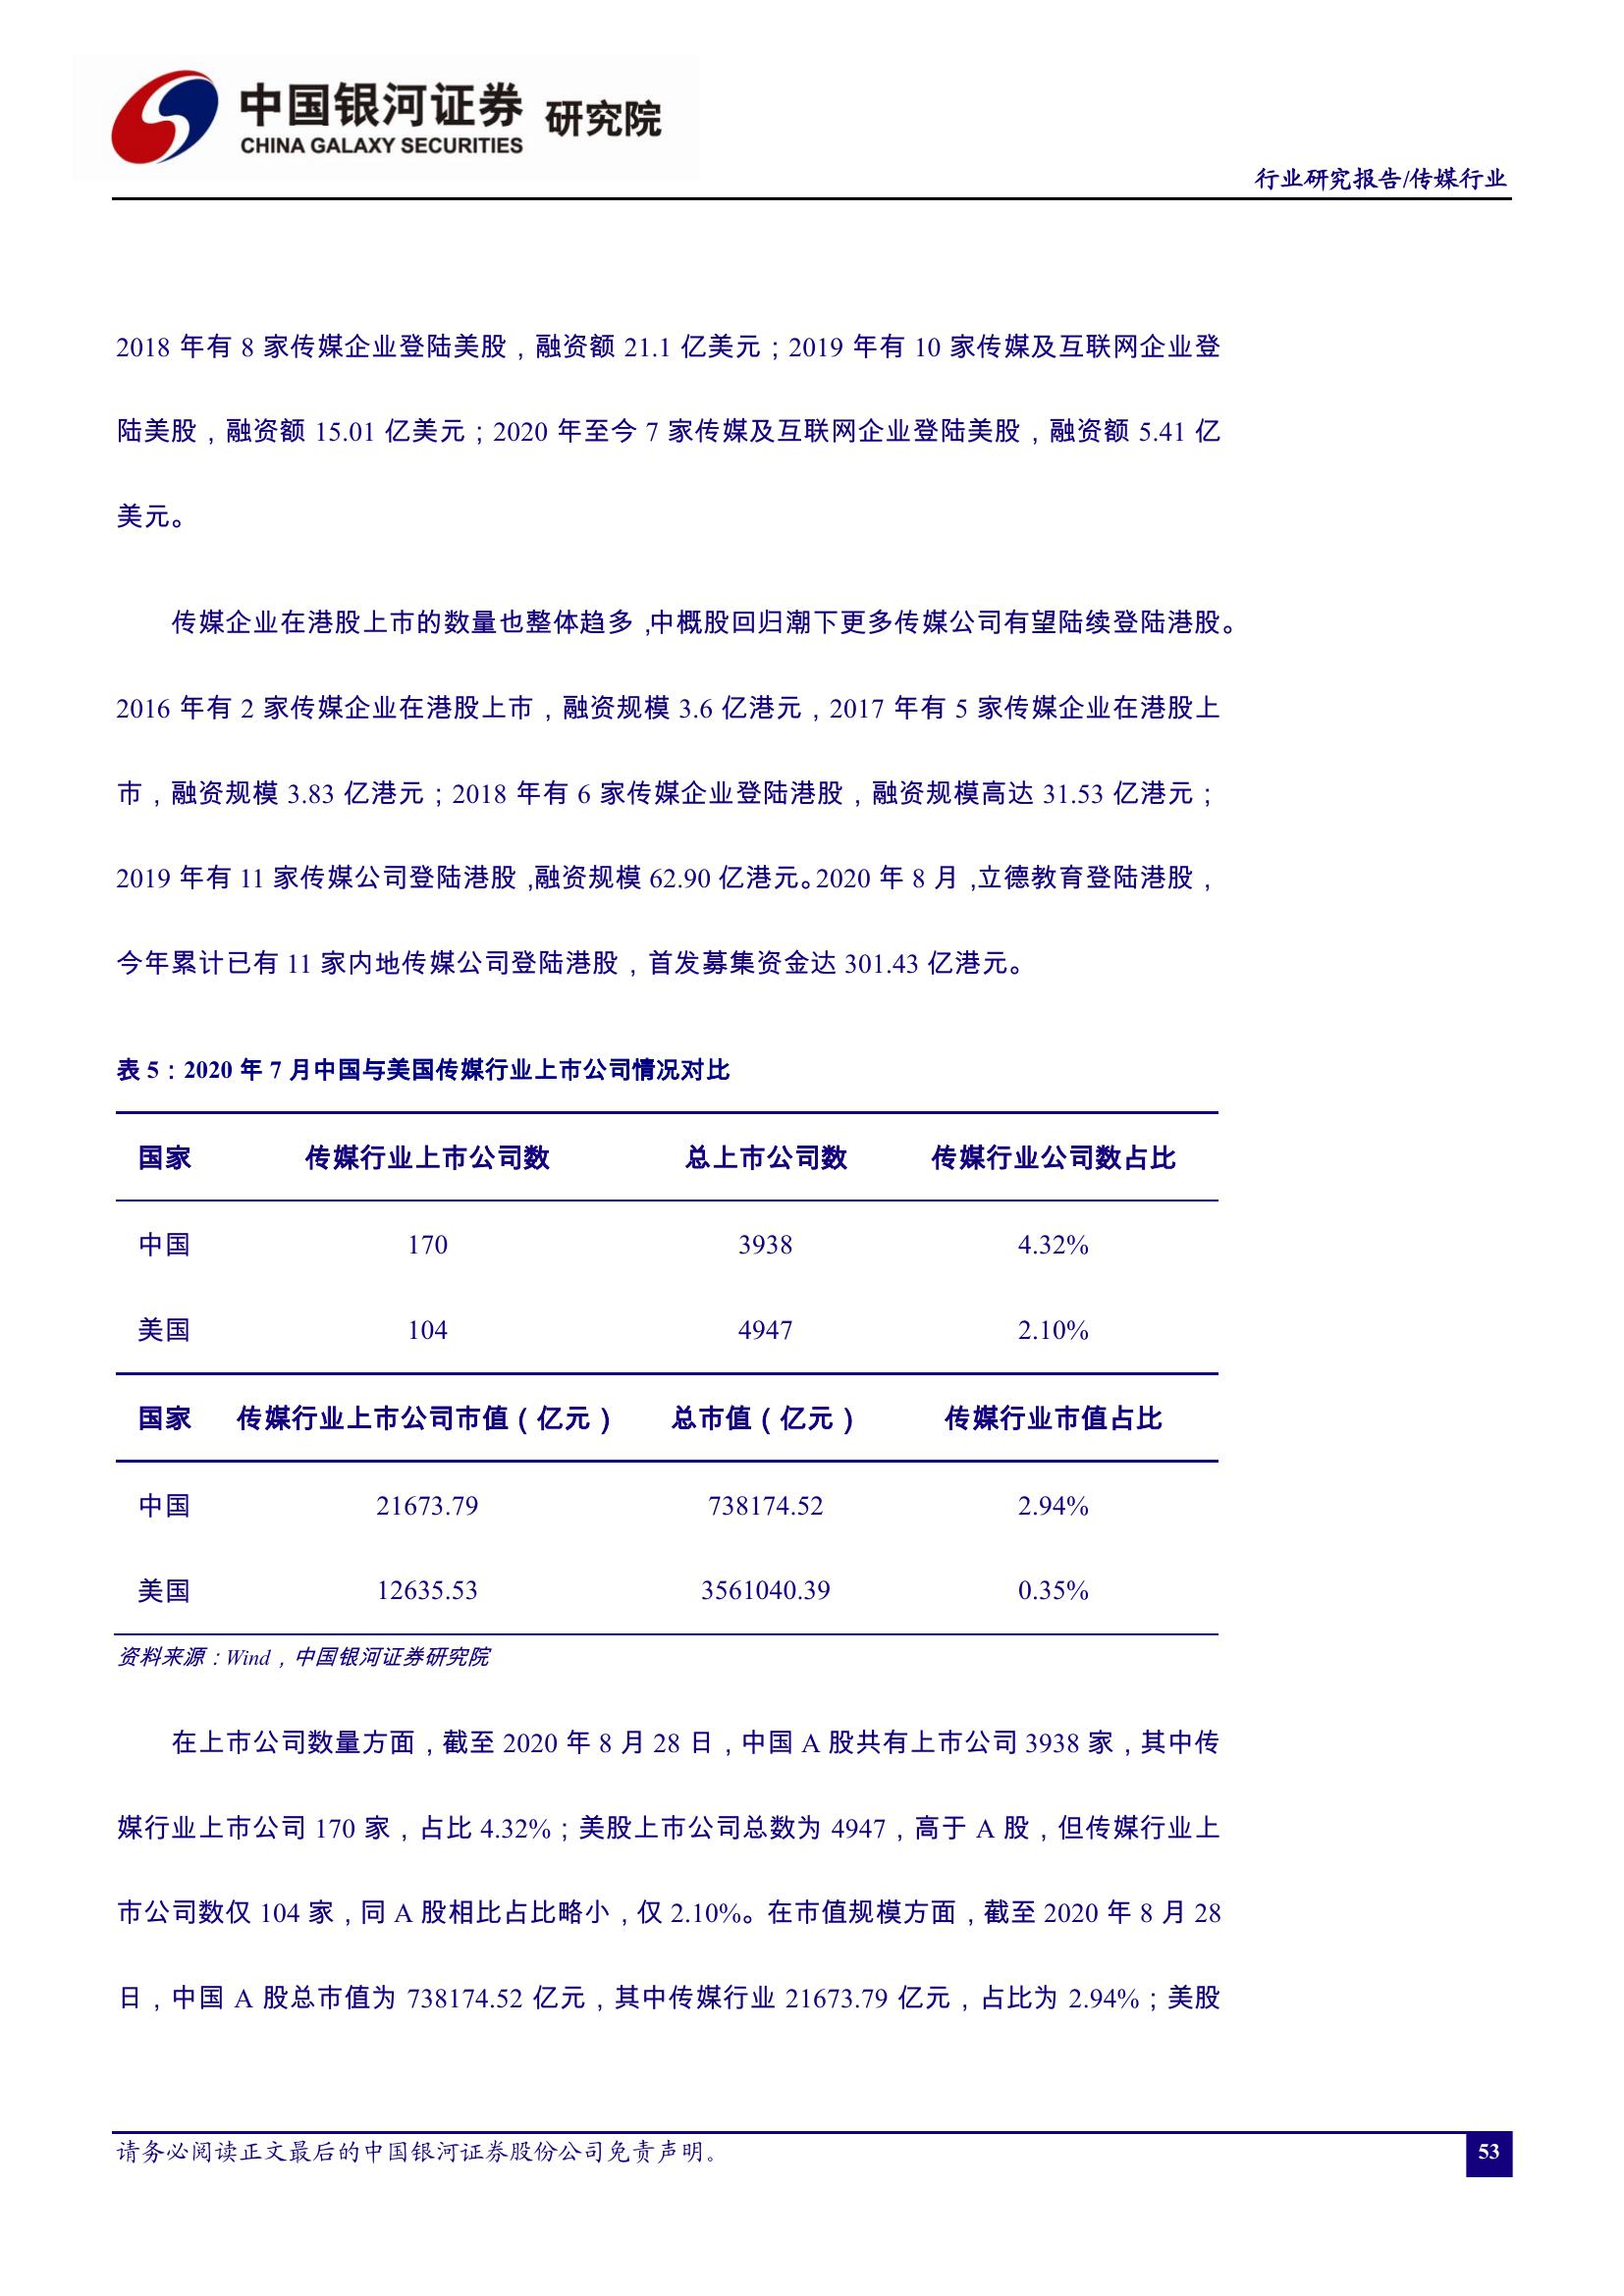 中国银河证券 研究院
CHINA GALAXY SECURITIES
行业研究报告/传媒行业
2018 年有 8 家传媒企业登陆美股，融资额 21.1 亿美元；2019 年有 10 家传媒及互联网企业登
陆美股，融资额 15.01 亿美元；2020 年至今 7 家传媒及互联网企业登陆美股，融资额 5.41 亿
美元。
传媒企业在港股上市的数量也整体趋多，中概股回归潮下更多传媒公司有望陆续登陆港股。
2016 年有 2 家传媒企业在港股上市，融资规模 3.6 亿港元，2017 年有 5 家传媒企业在港股上
市，融资规模 3.83 亿港元；2018 年有 6 家传媒企业登陆港股，融资规模高达 31.53 亿港元；
2019 年有 11 家传媒公司登陆港股，融资规模 62.90 亿港元。2020 年 8 月，立德教育登陆港股，
今年累计已有 11 家内地传媒公司登陆港股，首发募集资金达 301.43 亿港元。
表 5：2020 年 7 月中国与美国传媒行业上市公司情况对比
国家 传媒行业上市公司数 总上市公司数 传媒行业公司数占比
中国 170 3938 4.32%
美国 104 4947 2.10%
国家 传媒行业上市公司市值（亿元） 总市值（亿元） 传媒行业市值占比
中国 21673.79 738174.52 2.94%
美国 12635.53 3561040.39 0.35%
资料来源：Wind，中国银河证券研究院
在上市公司数量方面，截至 2020 年 8 月 28 日，中国 A 股共有上市公司 3938 家，其中传
媒行业上市公司 170 家，占比 4.32%；美股上市公司总数为 4947，高于 A 股，但传媒行业上
市公司数仅 104 家，同 A 股相比占比略小，仅 2.10%。在市值规模方面，截至 2020 年 8 月 28
日，中国 A 股总市值为 738174.52 亿元，其中传媒行业 21673.79 亿元，占比为 2.94%；美股
请务必阅读正文最后的中国银河证券股份公司免责声明。
53